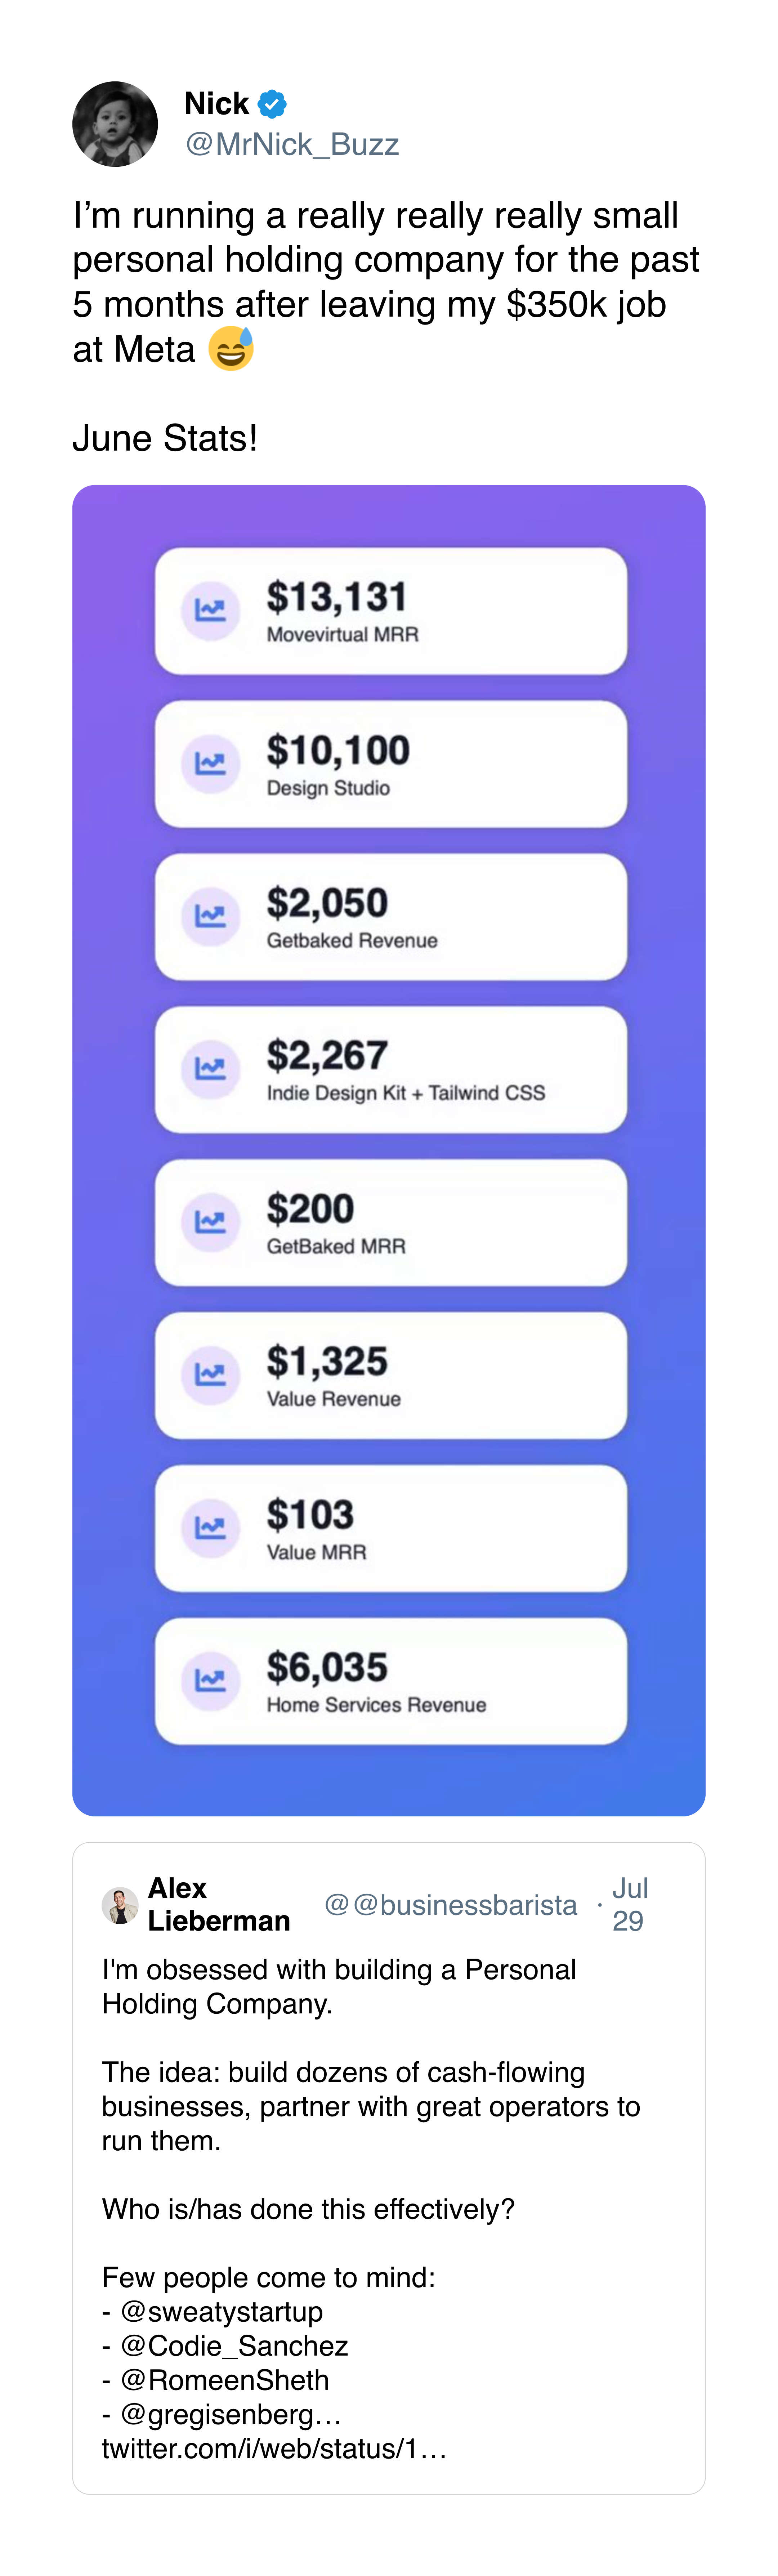 Nick
@MrNick_Buzz
I’m running a really really really small
personal holding company for the past
5 months after leaving my $350k job
at Meta 😅
June Stats!
$13,131
Movevirtual MRR
$10,100
Design Studio
$2,050
Getbaked Revenue
$2,267
Indie Design Kit + Tailwind CSS
$200
GetBaked MRR
$1,325
Value Revenue
$103
Value MRR
$6,035
Home Services Revenue
Alex
Lieberman
@@businessbarista · Jul
29
I'm obsessed with building a Personal
Holding Company.
The idea: build dozens of cash-flowing
businesses, partner with great operators to
run them.
Who is/has done this effectively?
Few people come to mind:
- @sweatystartup
- @Codie_Sanchez
- @RomeenSheth
- @gregisenberg…
twitter.com/i/web/status/1…